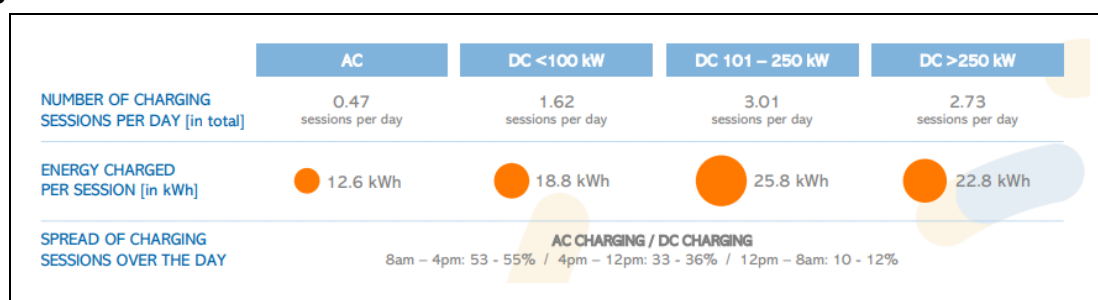 AC DC <100 kW DC 101 – 250 kW DC >250 kW
NUMBER OF CHARGING 0.47 1.62 3.01 2.73
SESSIONS PER DAY [in total] sessions per day sessions per day sessions per day sessions per day
ENERGY CHARGED
PER SESSION [in kWh] 12.6 kWh 18.8 kWh 25.8 kWh 22.8 kWh
SPREAD OF CHARGING AC CHARGING / DC CHARGING
SESSIONS OVER THE DAY 8am – 4pm: 53 - 55% / 4pm – 12pm: 33 - 36% / 12pm – 8am: 10 - 12%